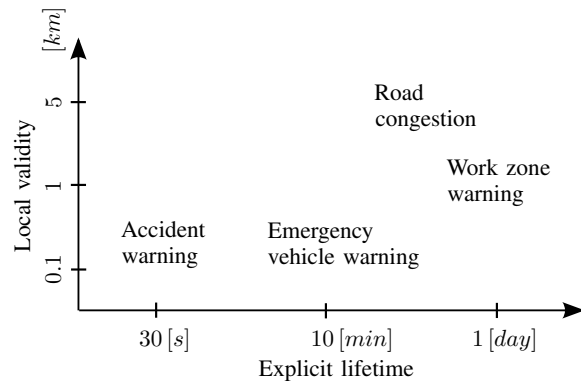 [km]
Local validity
5
1
0.1
Road
congestion
Work zone
warning
Accident
warning
Emergency
vehicle warning
30 [s]
10 [min]
1 [day]
Explicit lifetime